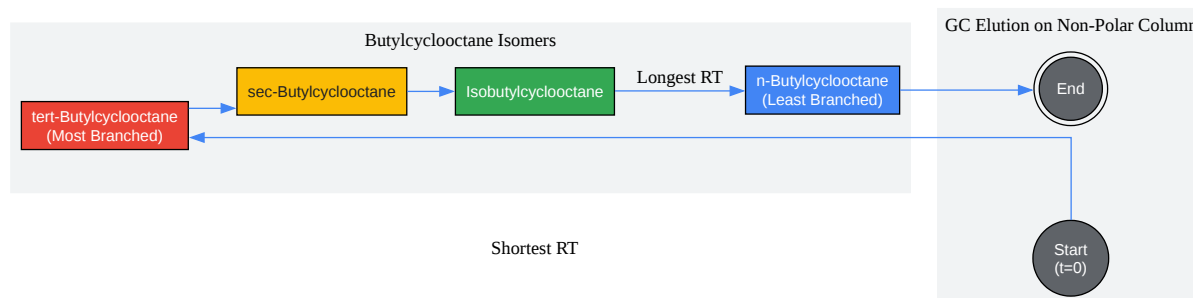 GC Elution on Non-Polar Column
Butylcyclooctane Isomers
tert-Butylcyclooctane
(Most Branched)
sec-Butylcyclooctane
Isobutylcyclooctane
Longest RT
n-Butylcyclooctane
(Least Branched)
End
Shortest RT
Start
(t=0)